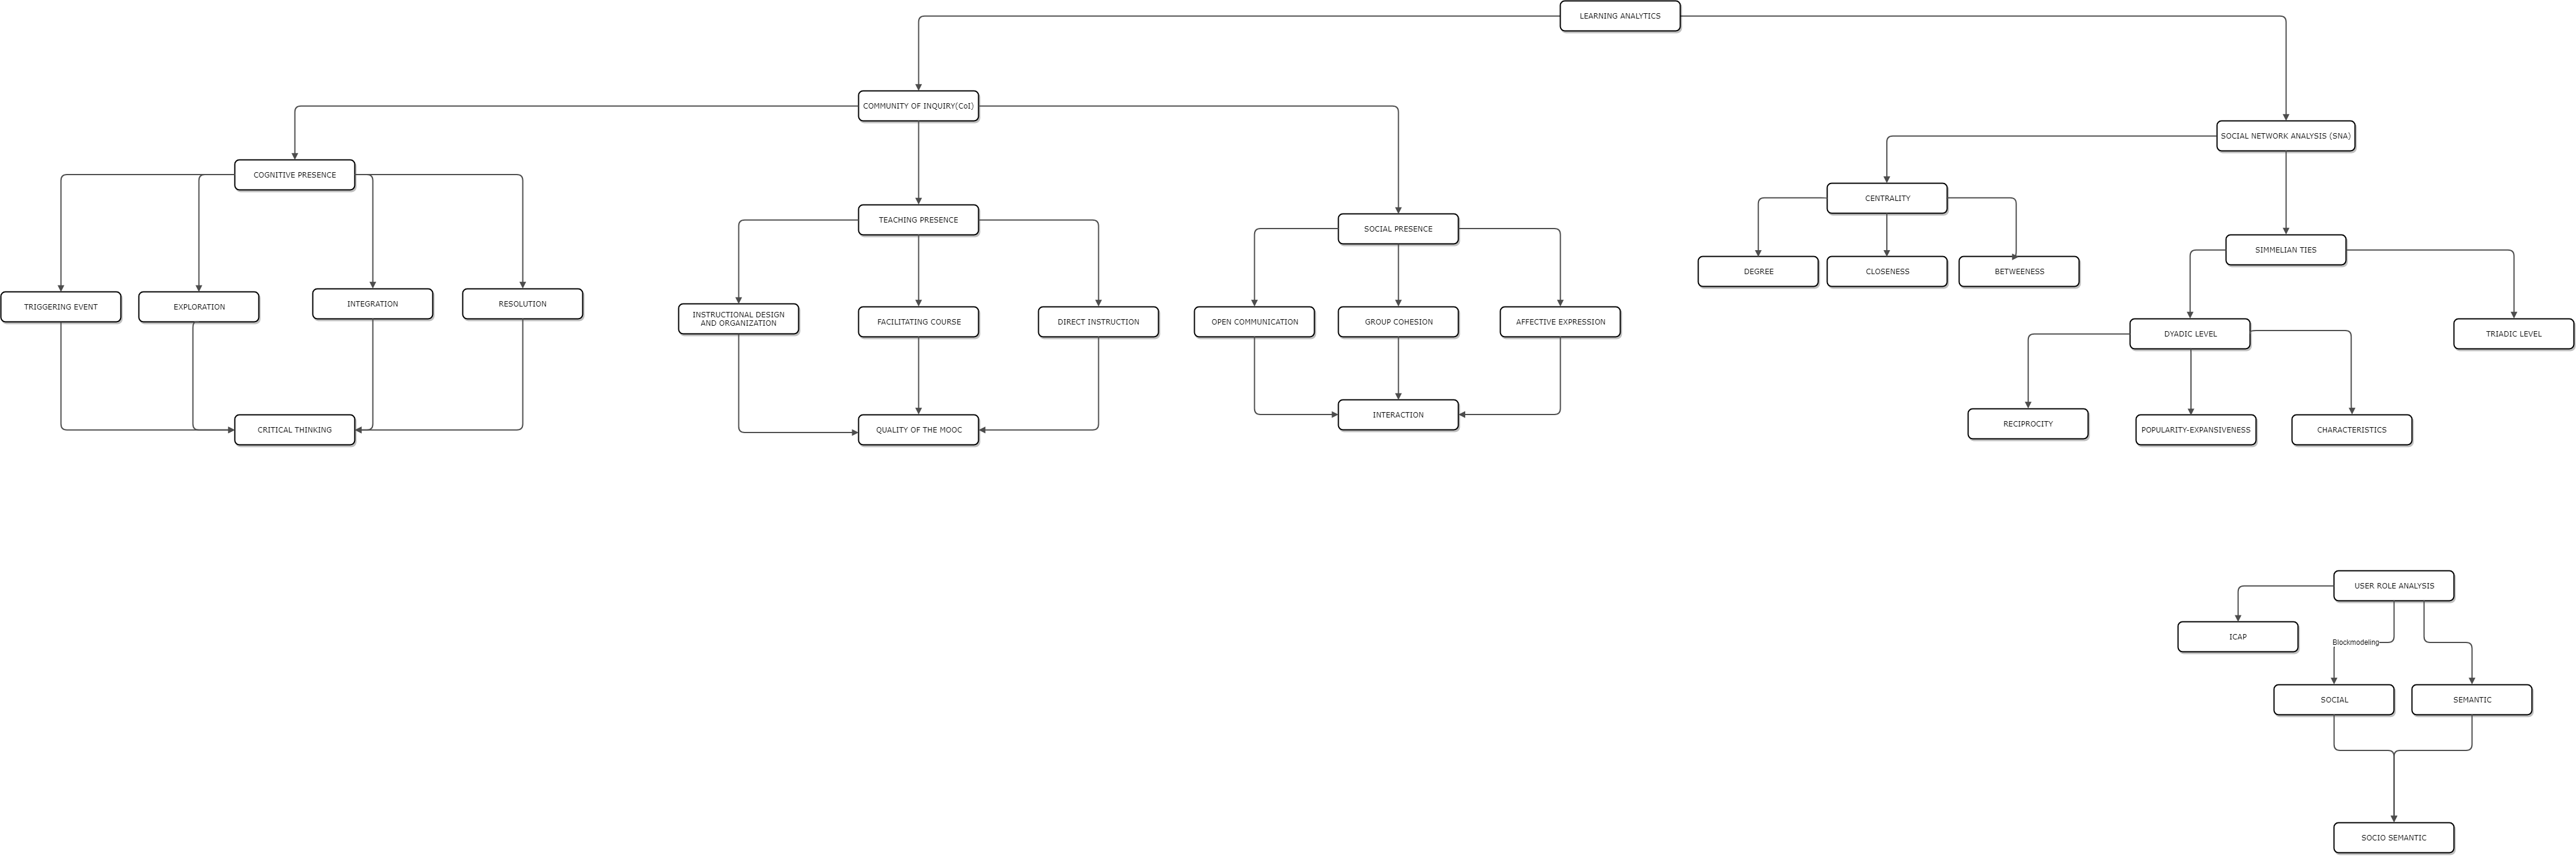 LEARNING ANALYTICS
COMMUNITY OF INQUIRY(CoI)
SOCIAL NETWORK ANALYSIS (SNA)
COGNITIVE PRESENCE
TEACHING PRESENCE
SOCIAL PRESENCE
CENTRALITY
SIMMELIAN TIES
DEGREE
CLOSENESS
BETWEENESS
TRIGGERING EVENT
EXPLORATION
INTEGRATION
RESOLUTION
INSTRUCTIONAL DESIGN
AND ORGANIZATION
FACILITATING COURSE
DIRECT INSTRUCTION
OPEN COMMUNICATION
GROUP COHESION
AFFECTIVE EXPRESSION
DYADIC LEVEL
TRIADIC LEVEL
CRITICAL THINKING
QUALITY OF THE MOOC
INTERACTION
RECIPROCITY
POPULARITY-EXPANSIVENESS
CHARACTERISTICS
USER ROLE ANALYSIS
ICAP
Blockmodeling
SOCIAL
SEMANTIC
SOCIO SEMANTIC